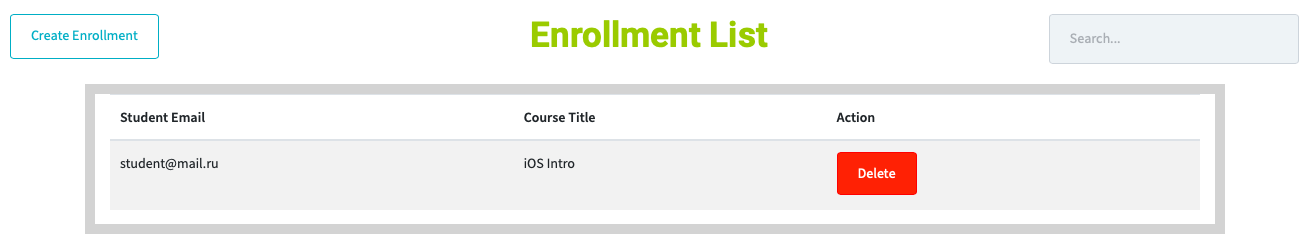 Create Enrollment
Enrollment List
Search...
Student Email Course Title Action
student@mail.ru iOS Intro Delete